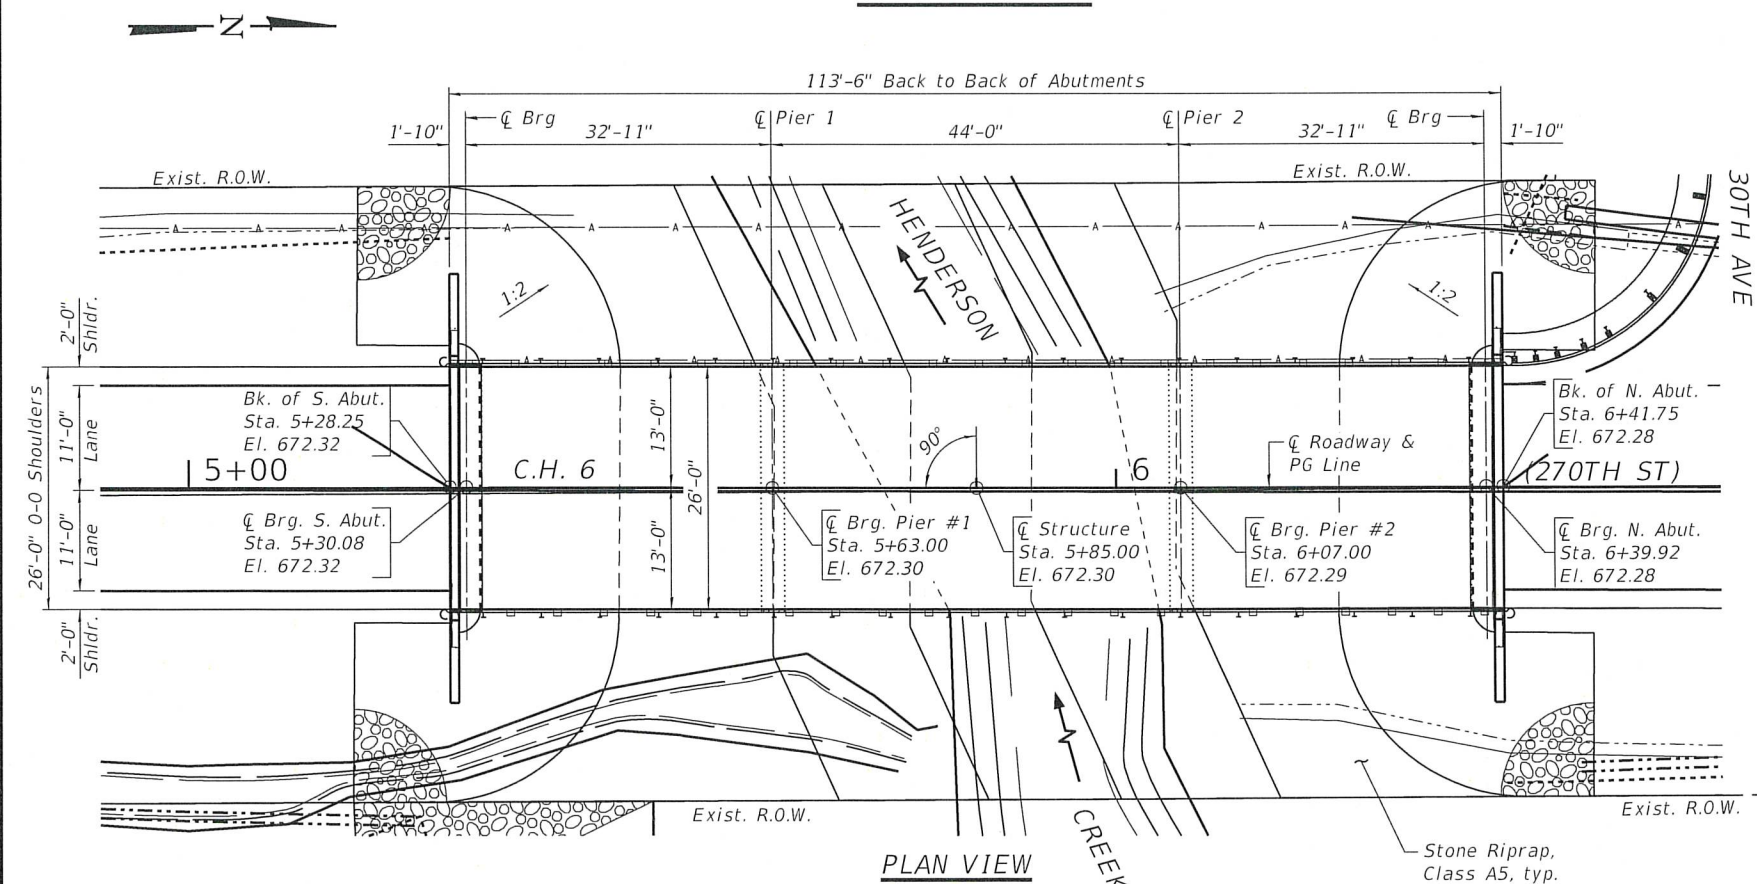 N
113'-6" Back to Back of Abutments
1'-10"
℄ Brg
32'-11"
℄ Pier 1
44'-0"
℄ Pier 2
32'-11"
℄ Brg
1'-10"
Exist. R.O.W.
Exist. R.O.W.
30TH AVE
A A A A A A A A A A A A A A A
HENDERSON
1:2
1:2
2'-0"
Shldr.
26'-0" O-O Shoulders
11'-0"
Lane
11'-0"
Lane
2'-0"
Shldr.
Bk. of S. Abut.
Sta. 5+28.25
El. 672.32
5+00
C.H. 6
13'-0"
26'-0"
13'-0"
90°
℄ Roadway &
PG Line
6
Bk. of N. Abut.
Sta. 6+41.75
El. 672.28
(270TH ST)
℄ Brg. S. Abut.
Sta. 5+30.08
El. 672.32
℄ Brg. Pier #1
Sta. 5+63.00
El. 672.30
℄ Structure
Sta. 5+85.00
El. 672.30
℄ Brg. Pier #2
Sta. 6+07.00
El. 672.29
℄ Brg. N. Abut.
Sta. 6+39.92
El. 672.28
Exist. R.O.W.
Exist. R.O.W.
CREEK
Stone Riprap,
Class A5, typ.
PLAN VIEW